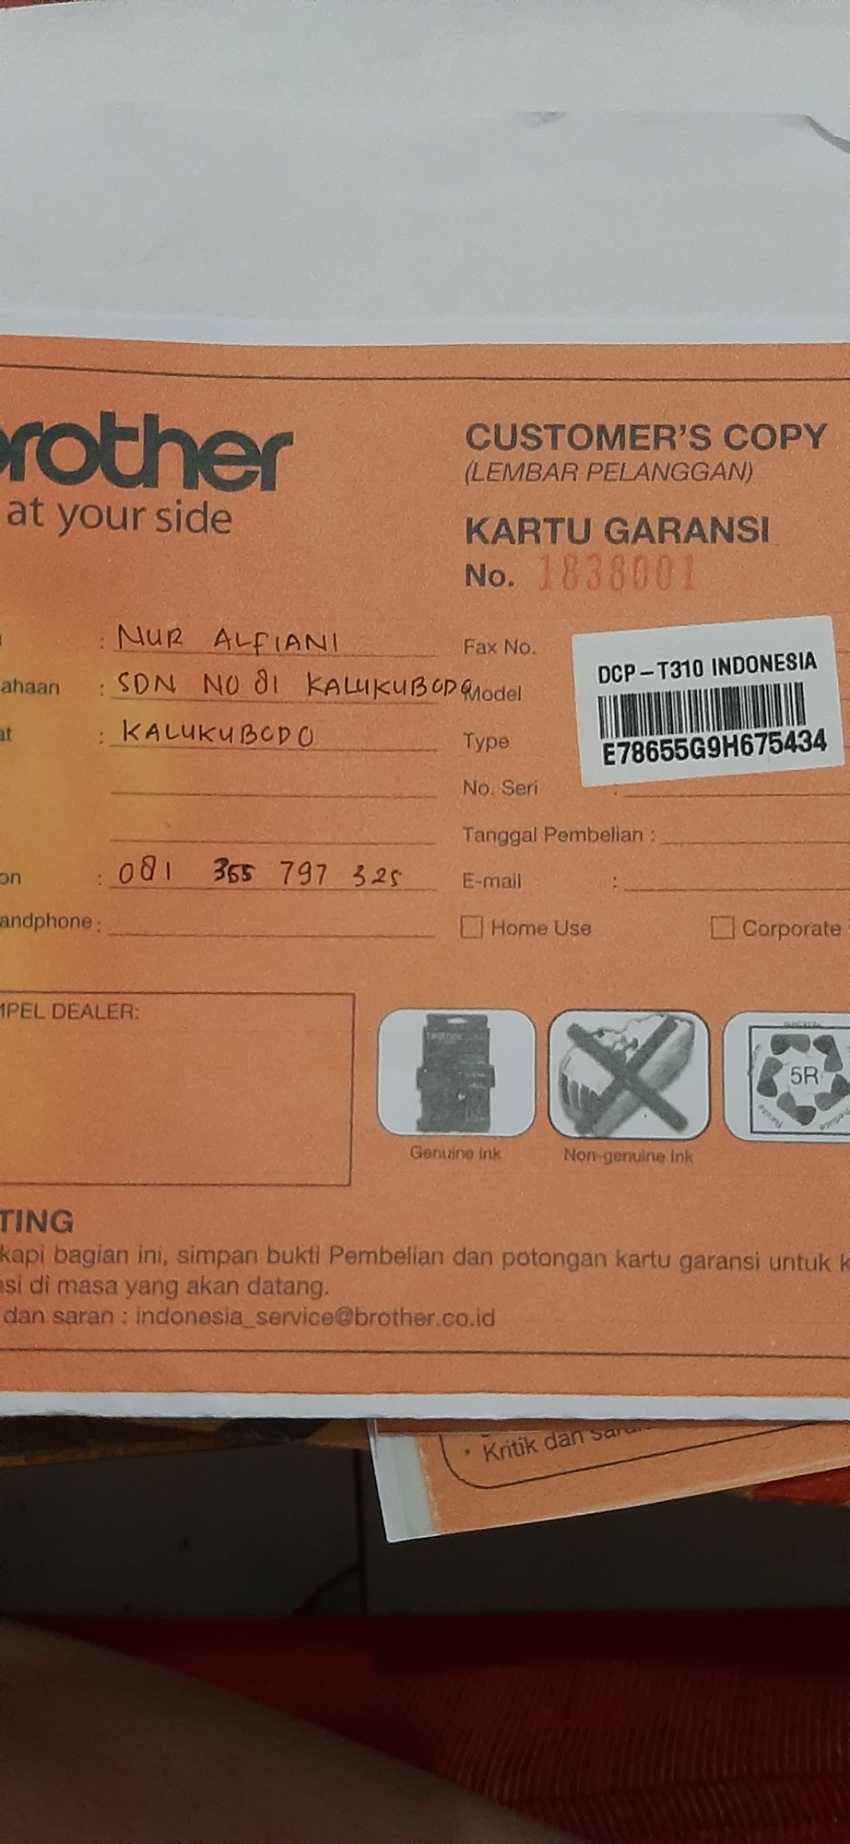 brother
at your side
CUSTOMER'S COPY
(LEMBAR PELANGGAN)
KARTU GARANSI
No. 1838001
: NUR ALFIANI
ahaan : SDN NO 81 KALUKUBODO
at : KALUKUBODO
on : 081 365 797 325
andphone :
Fax No.
Model
Type
No. Seri :
Tanggal Pembelian :
E-mail :
Home Use Corporate
DCP-T310 INDONESIA
E78655G9H675434
MPEL DEALER:
Genuine Ink
Non-genuine Ink
5R
TING
kapi bagian ini, simpan bukti Pembelian dan potongan kartu garansi untuk k
si di masa yang akan datang.
dan saran : indonesia_service@brother.co.id
• Kritik dan saran